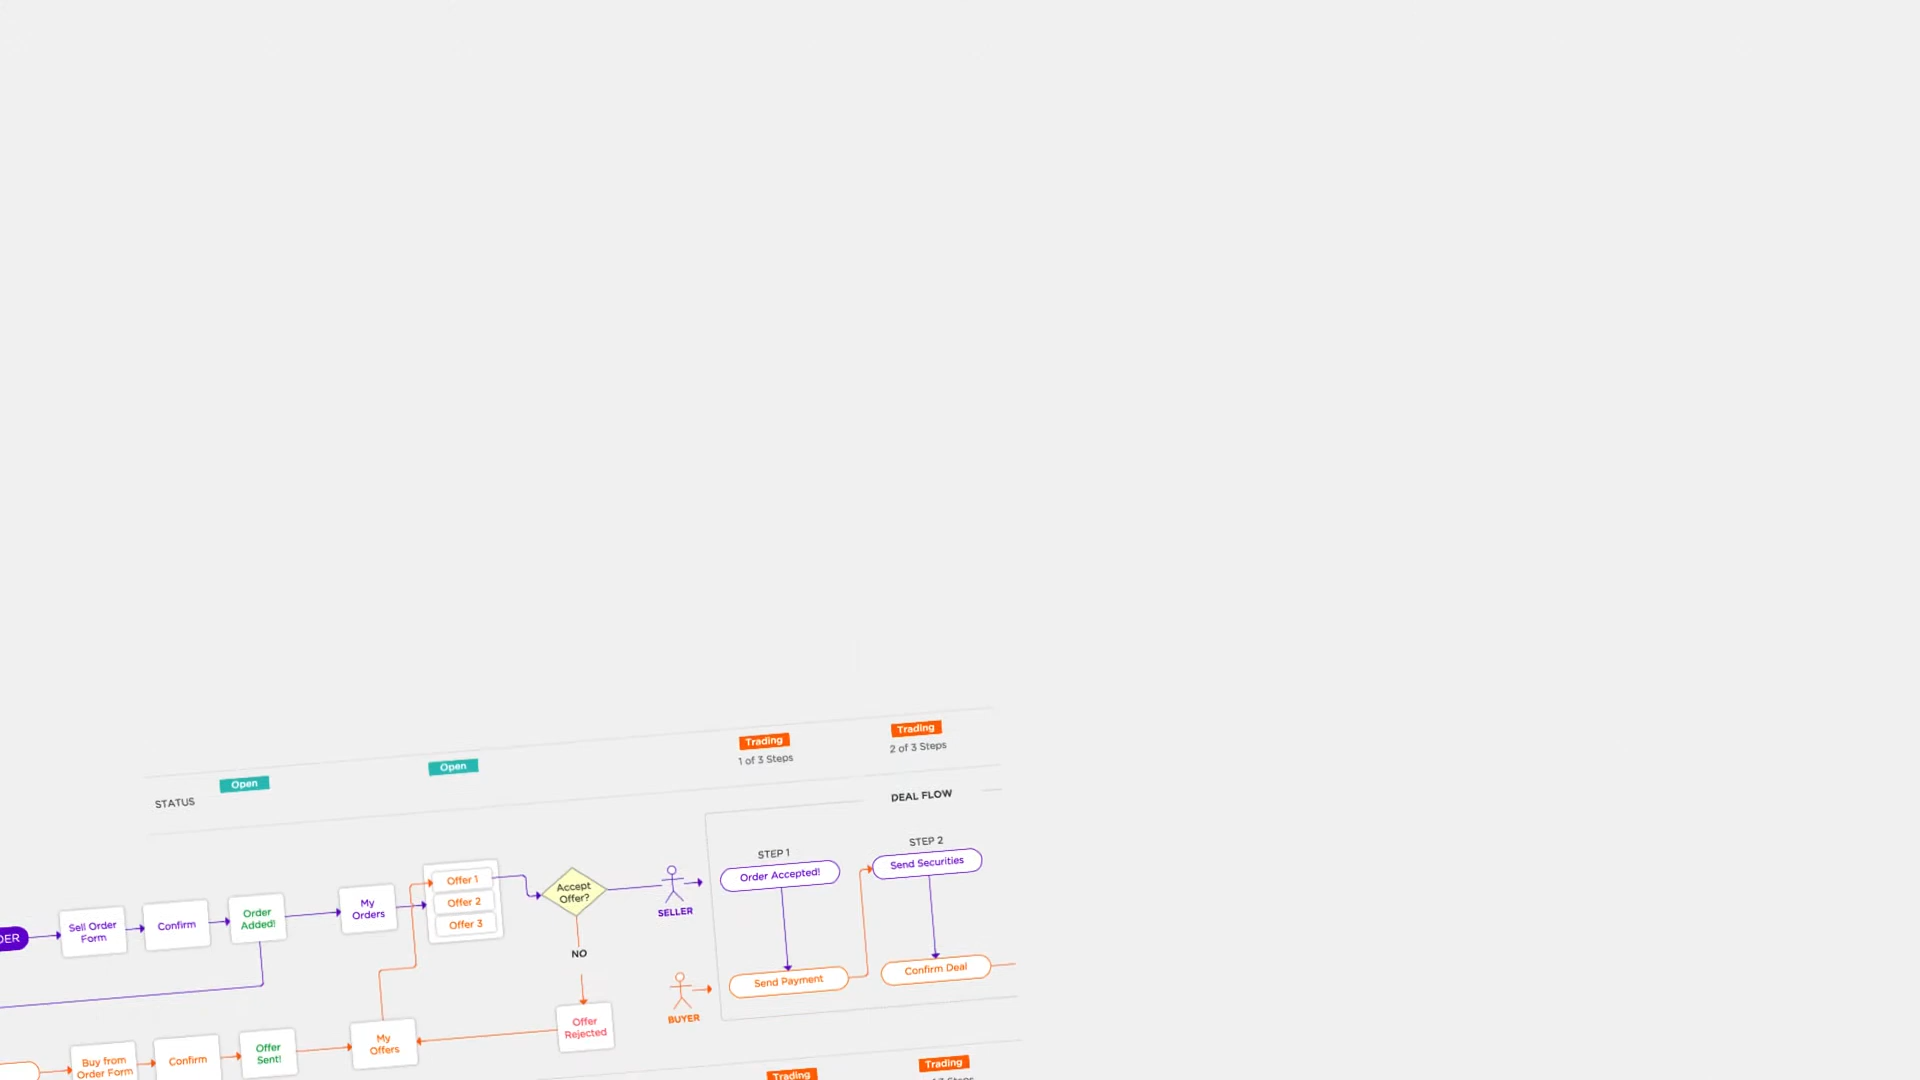 Trading
Trading
1 of 3 Steps
2 of 3 Steps
Open
Open
STATUS
DEAL FLOW
STEP 1
STEP 2
Order Accepted!
Send Securities
Offer 1
Offer 2
Offer 3
Accept
Offer?
SELLER
Sell Order
Form
Confirm
Order
Added!
My
Orders
NO
Send Payment
Confirm Deal
BUYER
Offer
Rejected
My
Offers
Buy from
Order Form
Confirm
Offer
Sent!
Trading
Trading